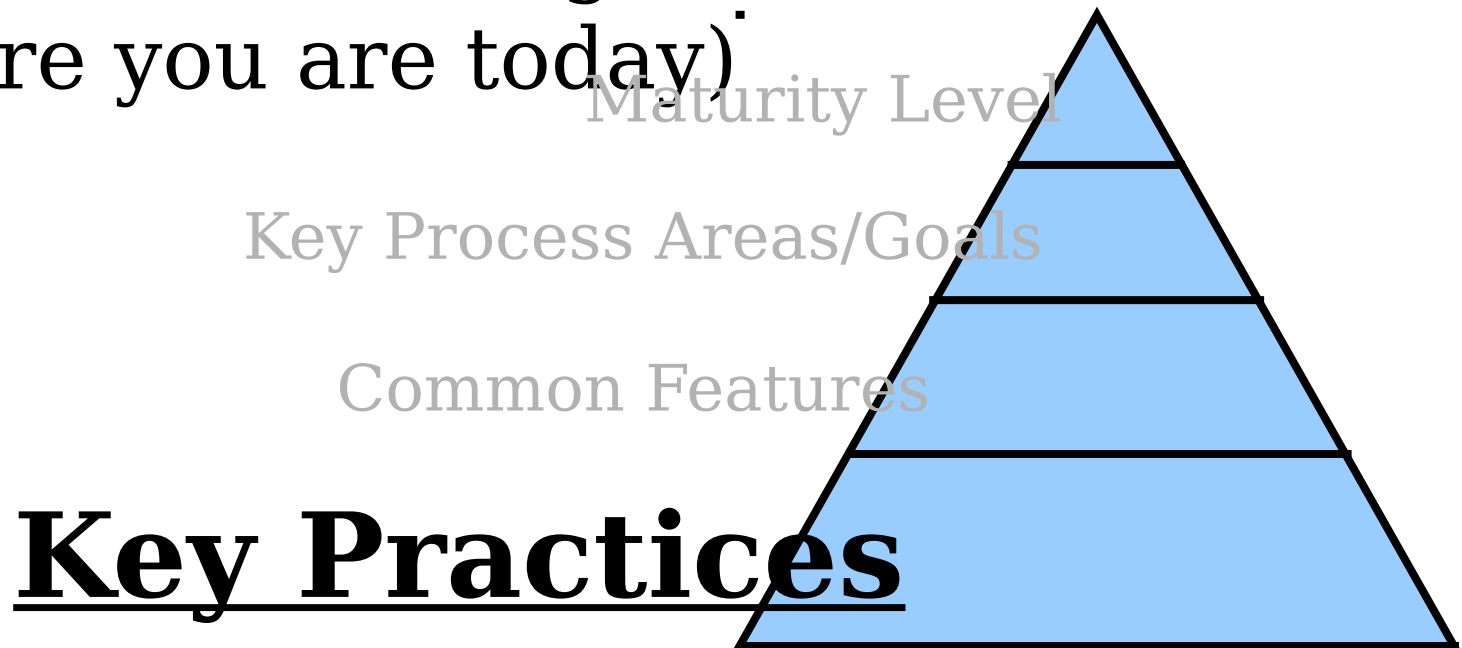 re you are today)
Maturity Level
Key Process Areas/Goals
Common Features
Key Practices